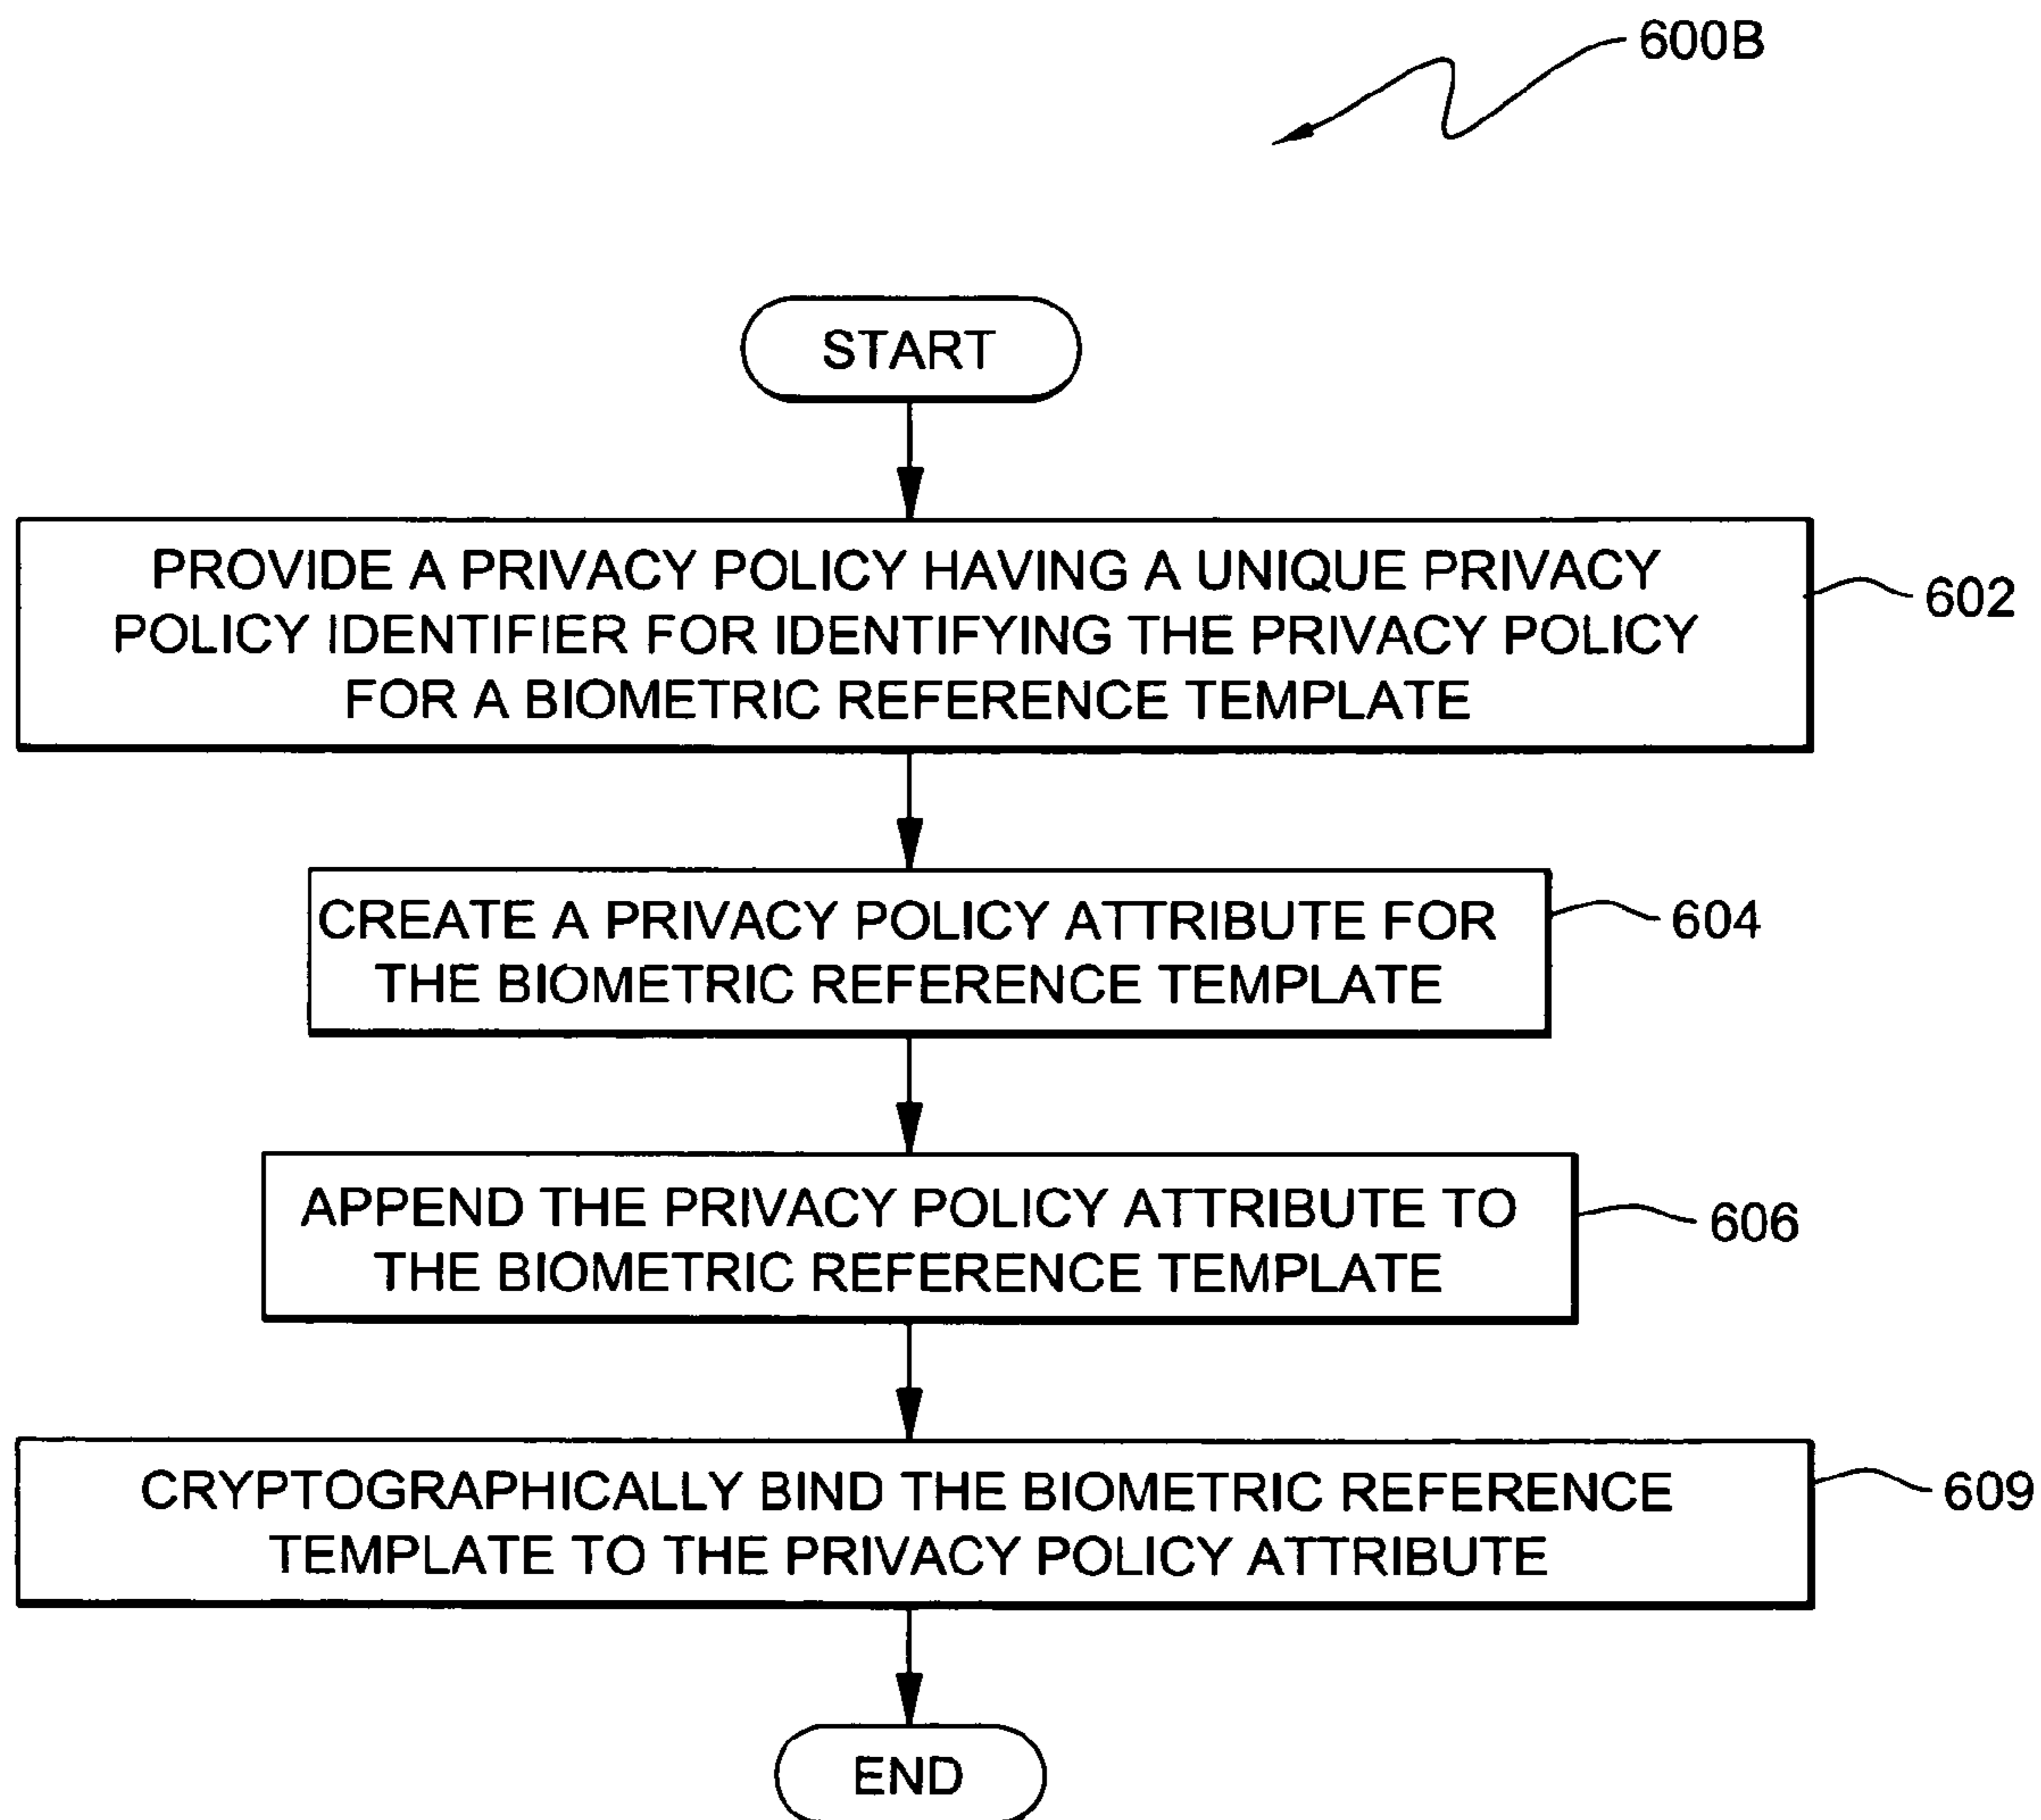 600B
START
PROVIDE A PRIVACY POLICY HAVING A UNIQUE PRIVACY
POLICY IDENTIFIER FOR IDENTIFYING THE PRIVACY POLICY
FOR A BIOMETRIC REFERENCE TEMPLATE
602
CREATE A PRIVACY POLICY ATTRIBUTE FOR
THE BIOMETRIC REFERENCE TEMPLATE
604
APPEND THE PRIVACY POLICY ATTRIBUTE TO
THE BIOMETRIC REFERENCE TEMPLATE
606
CRYPTOGRAPHICALLY BIND THE BIOMETRIC REFERENCE
TEMPLATE TO THE PRIVACY POLICY ATTRIBUTE
609
END